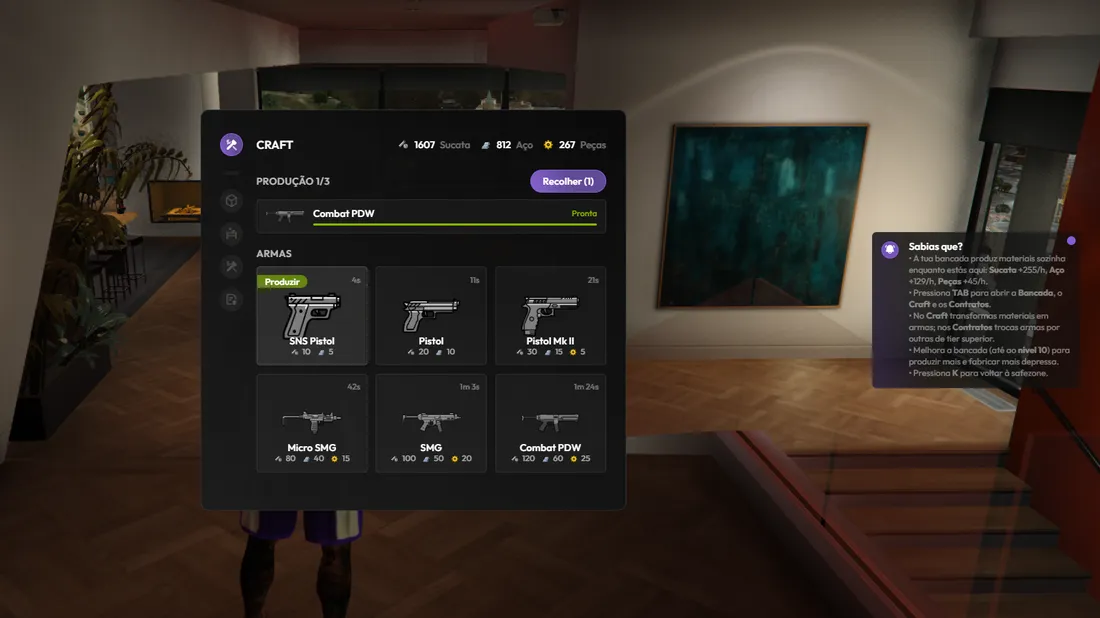 CRAFT
1607 Sucata 812 Aço 267 Peças
PRODUÇÃO 1/3
Recolher (1)
Combat PDW
Pronta
ARMAS
Produzir
4s
SNS Pistol
10 5
11s
Pistol
20 10
21s
Pistol Mk II
30 15 5
42s
Micro SMG
80 40 15
1m 3s
SMG
100 50 20
1m 24s
Combat PDW
120 60 25
Sabias que?
• A tua bancada produz materiais sozinha
enquanto estás aqui: Sucata +255/h, Aço
+129/h, Peças +45/h.
• Pressiona TAB para abrir a Bancada, o
Craft e os Contratos.
• No Craft transformas materiais em
armas; nos Contratos trocas armas por
outras de tier superior.
• Melhora a bancada (até ao nível 10) para
produzir mais e fabricar mais depressa.
• Pressiona K para voltar à safezone.